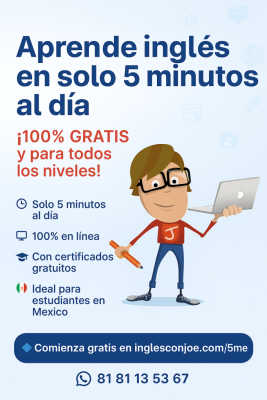 Aprende inglés
en solo 5 minutos
al día
¡100% GRATIS
y para todos
los niveles!
Solo 5 minutos
al día
100% en línea
Con certificados
gratuitos
Ideal para
estudiantes en
Mexico
J
Comienza gratis en inglesconjoe.com/5me
81 81 13 53 67